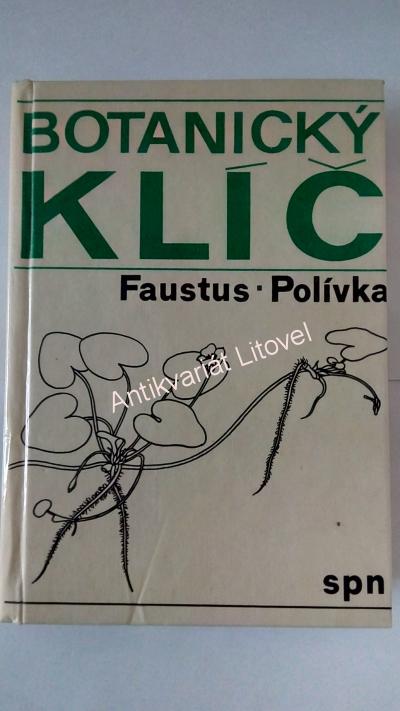 BOTANICKÝ
KLÍČ
Faustus · Polívka
Antikvariát Litovel
spn